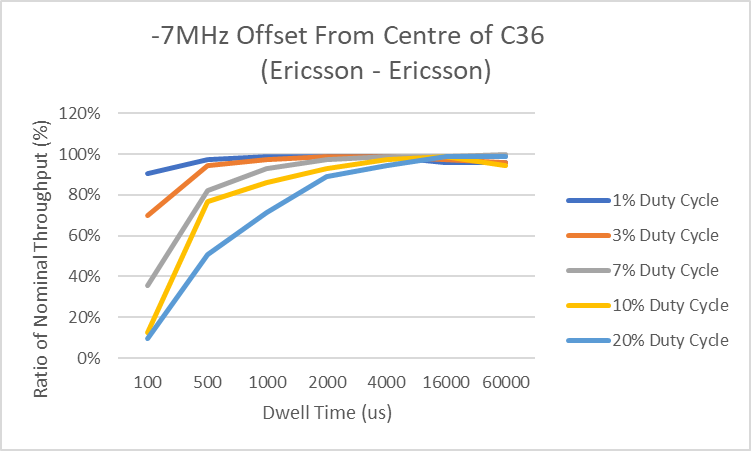 -7MHz Offset From Centre of C36
(Ericsson - Ericsson)
Ratio of Nominal Throughput (%)
120%
100%
80%
60%
40%
20%
0%
100 500 1000 2000 4000 16000 60000
Dwell Time (us)
1% Duty Cycle
3% Duty Cycle
7% Duty Cycle
10% Duty Cycle
20% Duty Cycle